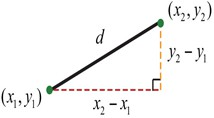 (x₂, y₂)
d
y₂ − y₁
(x₁, y₁)
x₂ − x₁